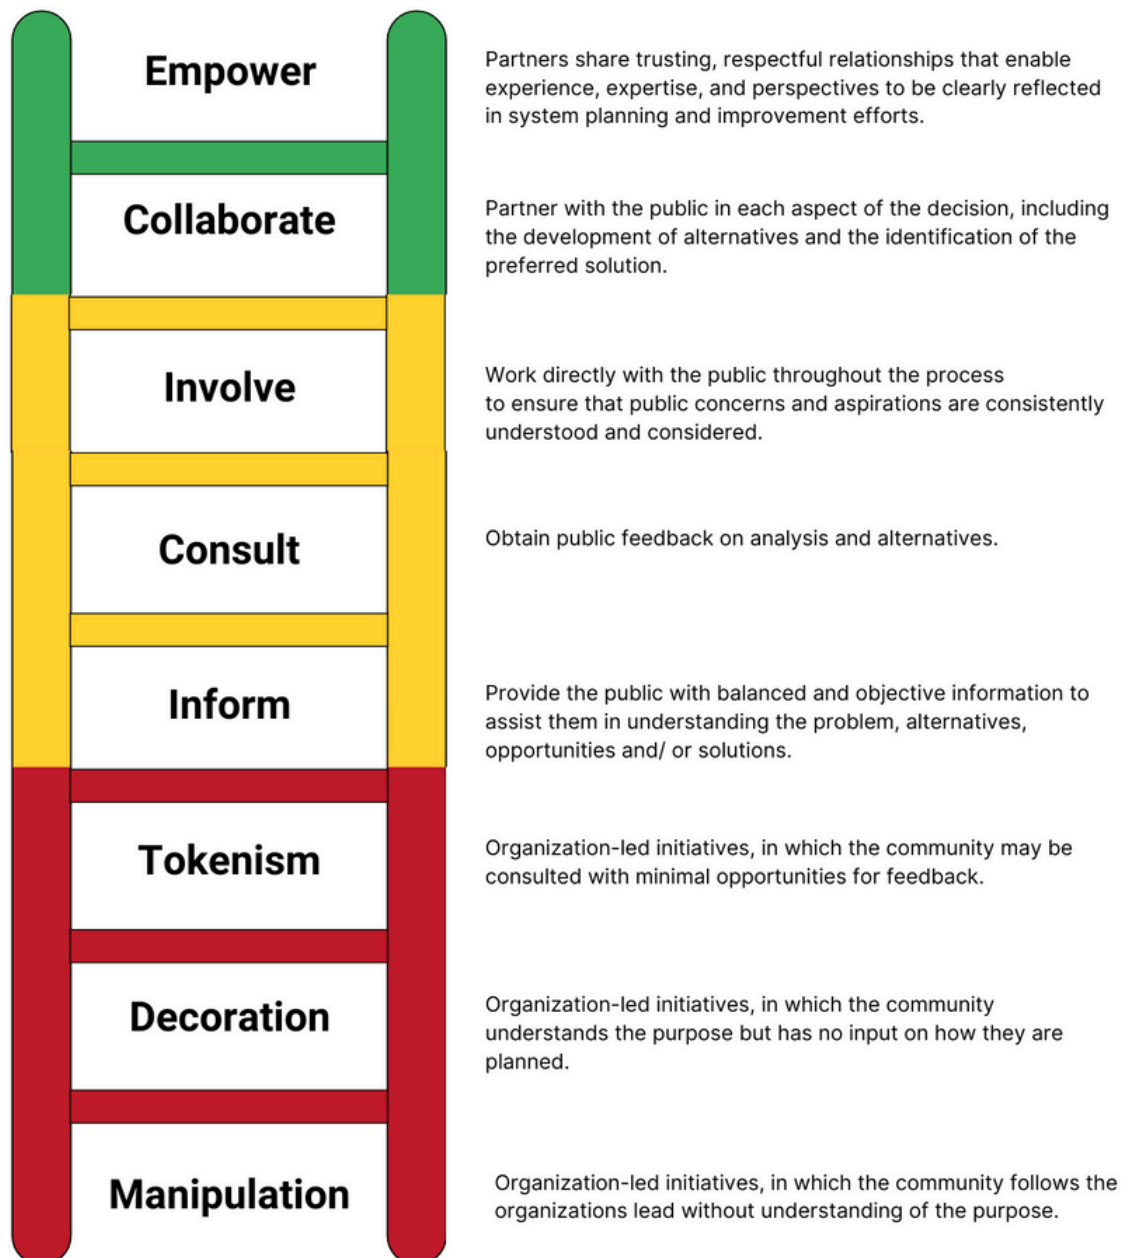 Empower
Partners share trusting, respectful relationships that enable
experience, expertise, and perspectives to be clearly reflected
in system planning and improvement efforts.
Collaborate
Partner with the public in each aspect of the decision, including
the development of alternatives and the identification of the
preferred solution.
Involve
Work directly with the public throughout the process
to ensure that public concerns and aspirations are consistently
understood and considered.
Consult
Obtain public feedback on analysis and alternatives.
Inform
Provide the public with balanced and objective information to
assist them in understanding the problem, alternatives,
opportunities and/ or solutions.
Tokenism
Organization-led initiatives, in which the community may be
consulted with minimal opportunities for feedback.
Decoration
Organization-led initiatives, in which the community
understands the purpose but has no input on how they are
planned.
Manipulation
Organization-led initiatives, in which the community follows the
organizations lead without understanding of the purpose.